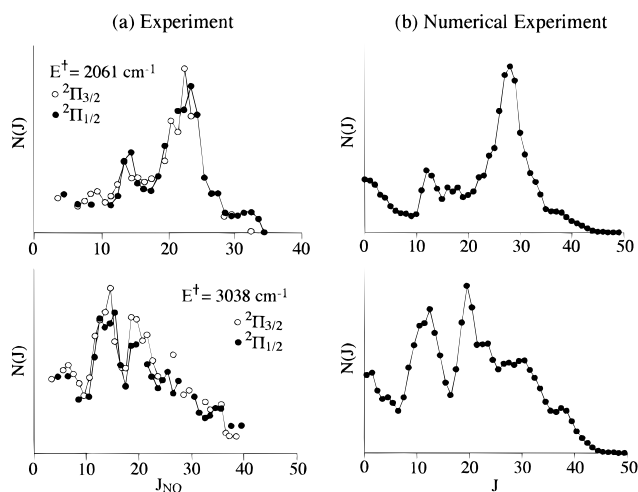 (a) Experiment
(b) Numerical Experiment
E† = 2061 cm⁻¹
○ ²Π₃/₂
● ²Π₁/₂
N(J)
0 10 20 30 40
N(J)
0 10 20 30 40 50
E† = 3038 cm⁻¹
○ ²Π₃/₂
● ²Π₁/₂
N(J)
0 10 20 30 40 50
J_NO
N(J)
0 10 20 30 40 50
J